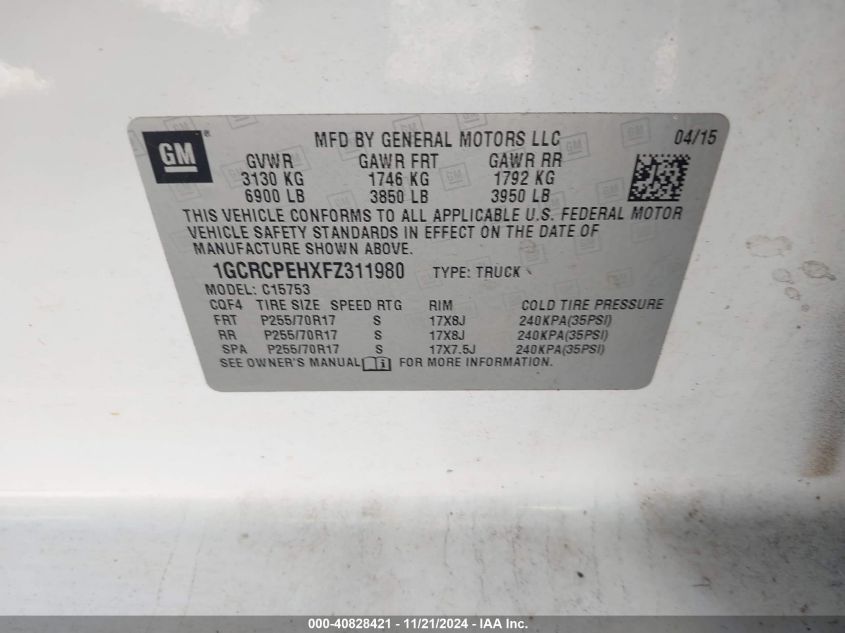 GM ® MFD BY GENERAL MOTORS LLC 04/15
GVWR GAWR FRT GAWR RR
3130 KG 1746 KG 1792 KG
6900 LB 3850 LB 3950 LB
THIS VEHICLE CONFORMS TO ALL APPLICABLE U.S. FEDERAL MOTOR
VEHICLE SAFETY STANDARDS IN EFFECT ON THE DATE OF
MANUFACTURE SHOWN ABOVE.
1GCRCPEHXFZ311980 TYPE: TRUCK
MODEL: C15753
CQF4 TIRE SIZE SPEED RTG RIM COLD TIRE PRESSURE
FRT P255/70R17 S 17X8J 240KPA(35PSI)
RR P255/70R17 S 17X8J 240KPA(35PSI)
SPA P255/70R17 S 17X7.5J 240KPA(35PSI)
SEE OWNER'S MANUAL FOR MORE INFORMATION.
000-40828421 - 11/21/2024 - IAA Inc.